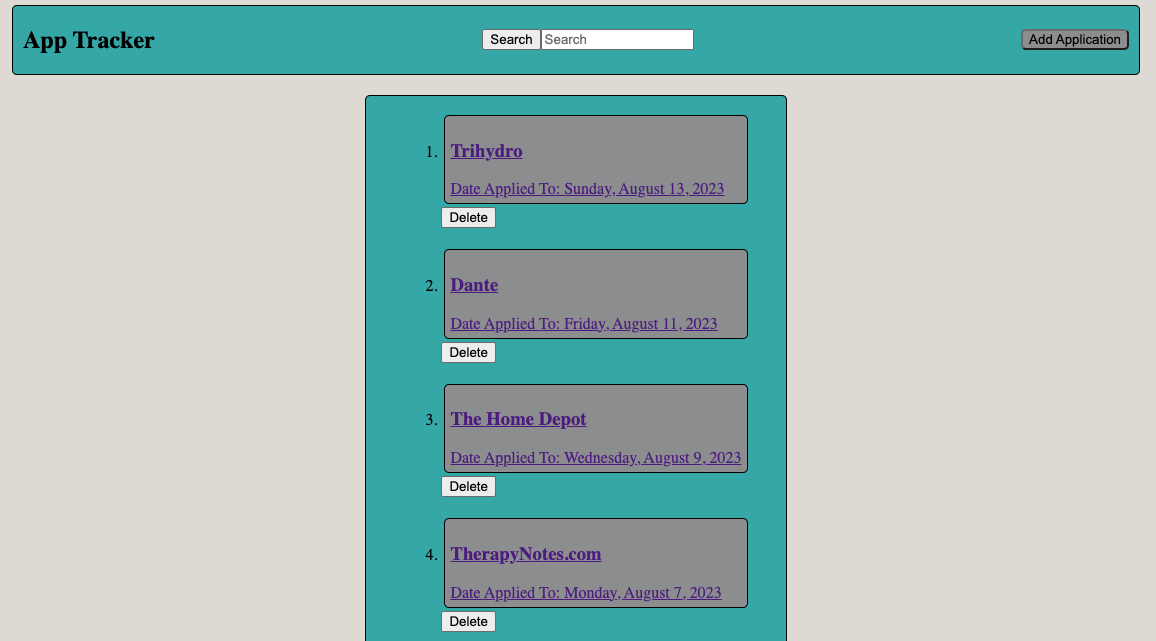 App Tracker
Search Search
Add Application
1. Trihydro
Date Applied To: Sunday, August 13, 2023
Delete
2. Dante
Date Applied To: Friday, August 11, 2023
Delete
3. The Home Depot
Date Applied To: Wednesday, August 9, 2023
Delete
4. TherapyNotes.com
Date Applied To: Monday, August 7, 2023
Delete